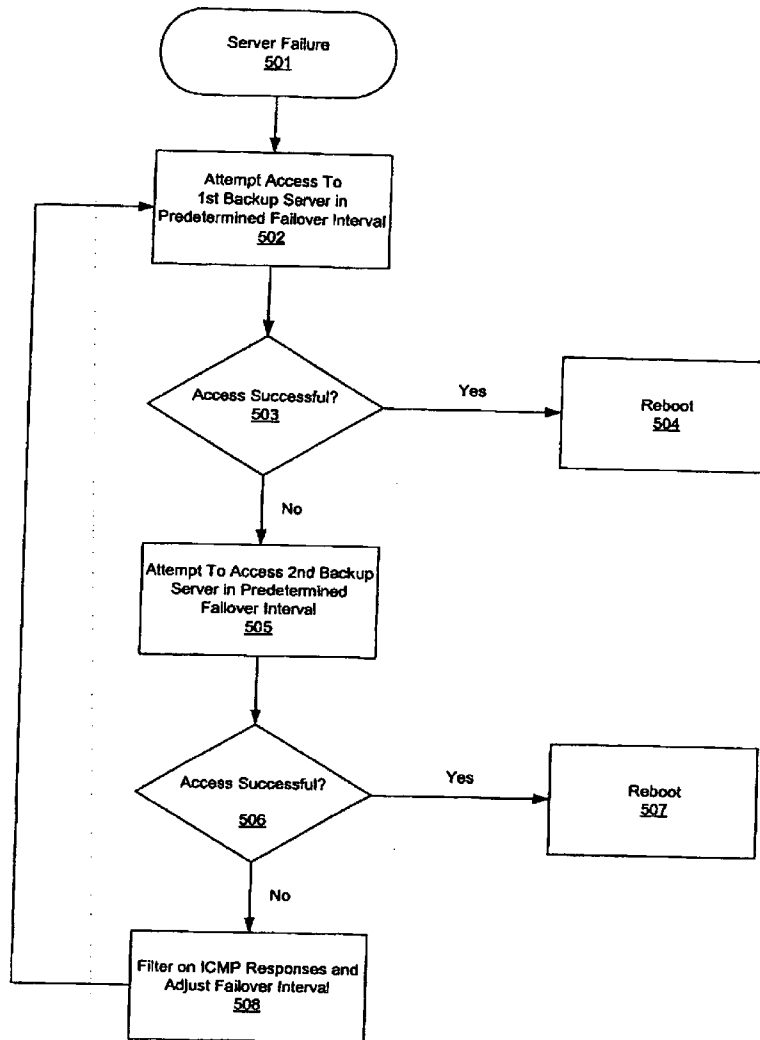 Server Failure
501
Attempt Access To
1st Backup Server in
Predetermined Failover Interval
502
Access Successful?
503
Yes
Reboot
504
No
Attempt To Access 2nd Backup
Server in Predetermined
Failover Interval
505
Access Successful?
506
Yes
Reboot
507
No
Filter on ICMP Responses and
Adjust Failover Interval
508